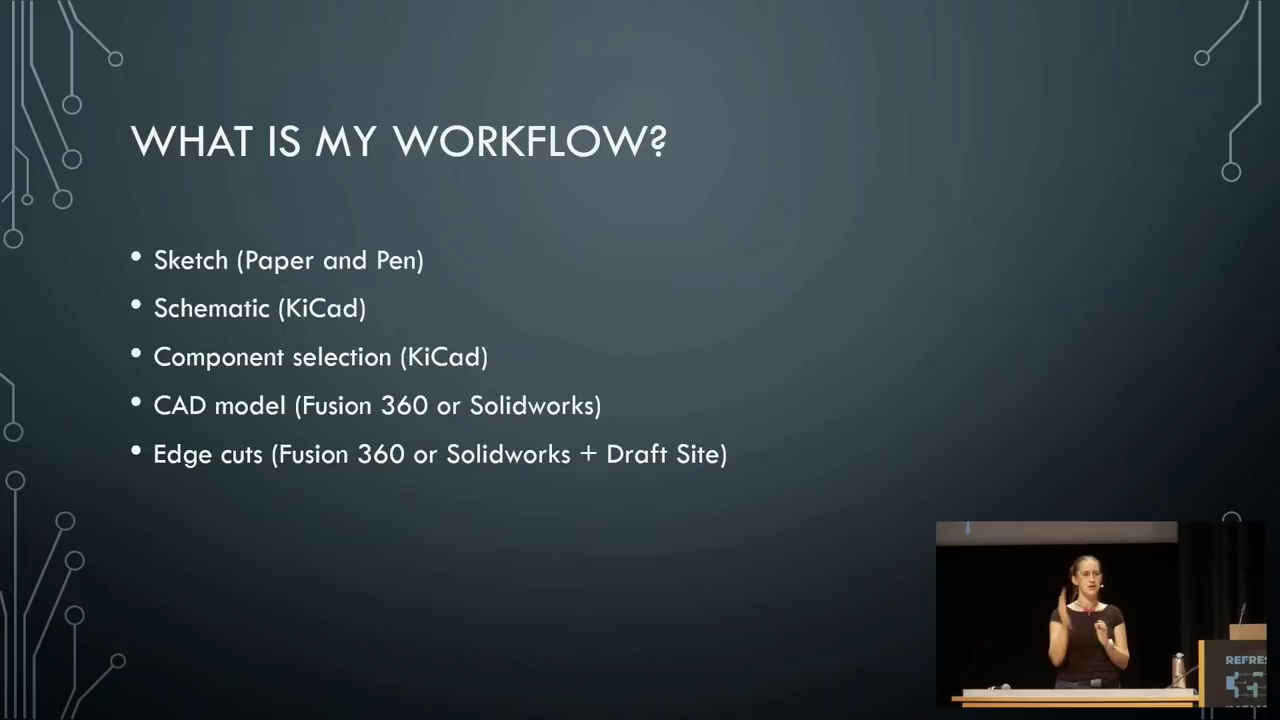 WHAT IS MY WORKFLOW?
• Sketch (Paper and Pen)
• Schematic (KiCad)
• Component selection (KiCad)
• CAD model (Fusion 360 or Solidworks)
• Edge cuts (Fusion 360 or Solidworks + Draft Site)
REFRES